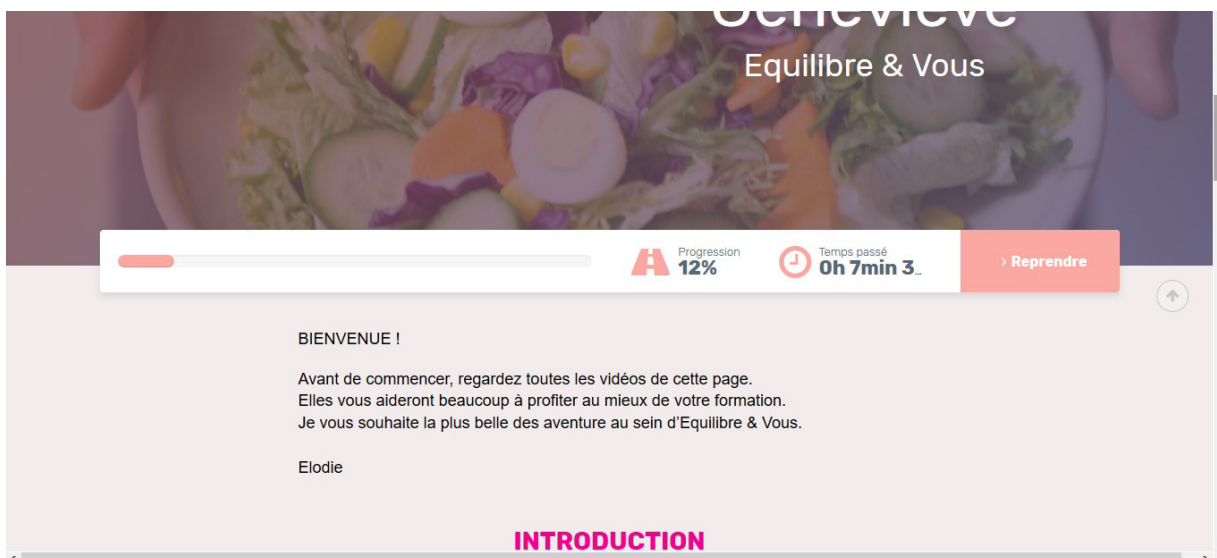 Geneviève
Equilibre & Vous
Progression
12%
Temps passé
0h 7min 3...
> Reprendre
BIENVENUE !
Avant de commencer, regardez toutes les vidéos de cette page.
Elles vous aideront beaucoup à profiter au mieux de votre formation.
Je vous souhaite la plus belle des aventure au sein d'Equilibre & Vous.
Elodie
INTRODUCTION